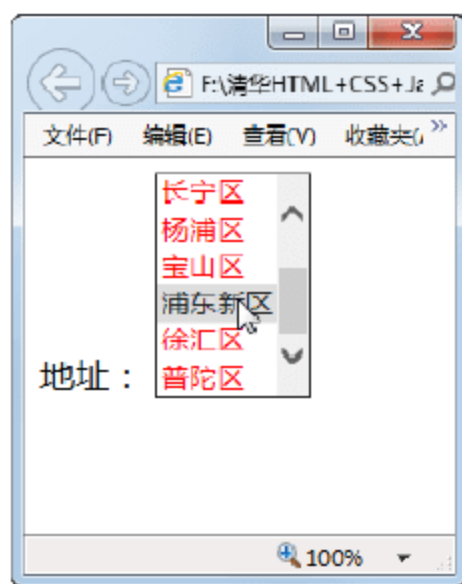 F:\清华HTML+CSS+Ja
文件(F) 编辑(E) 查看(V) 收藏夹(
长宁区
杨浦区
宝山区
浦东新区
徐汇区
地址：
普陀区
100%